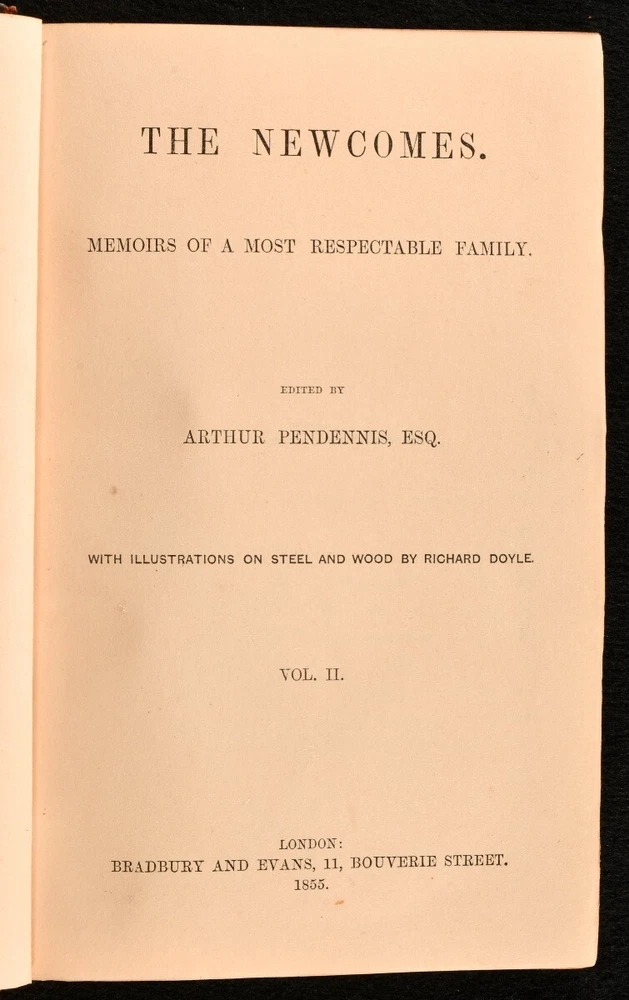 THE NEWCOMES.
MEMOIRS OF A MOST RESPECTABLE FAMILY.
EDITED BY
ARTHUR PENDENNIS, ESQ.
WITH ILLUSTRATIONS ON STEEL AND WOOD BY RICHARD DOYLE.
VOL. II.
LONDON:
BRADBURY AND EVANS, 11, BOUVERIE STREET.
1855.